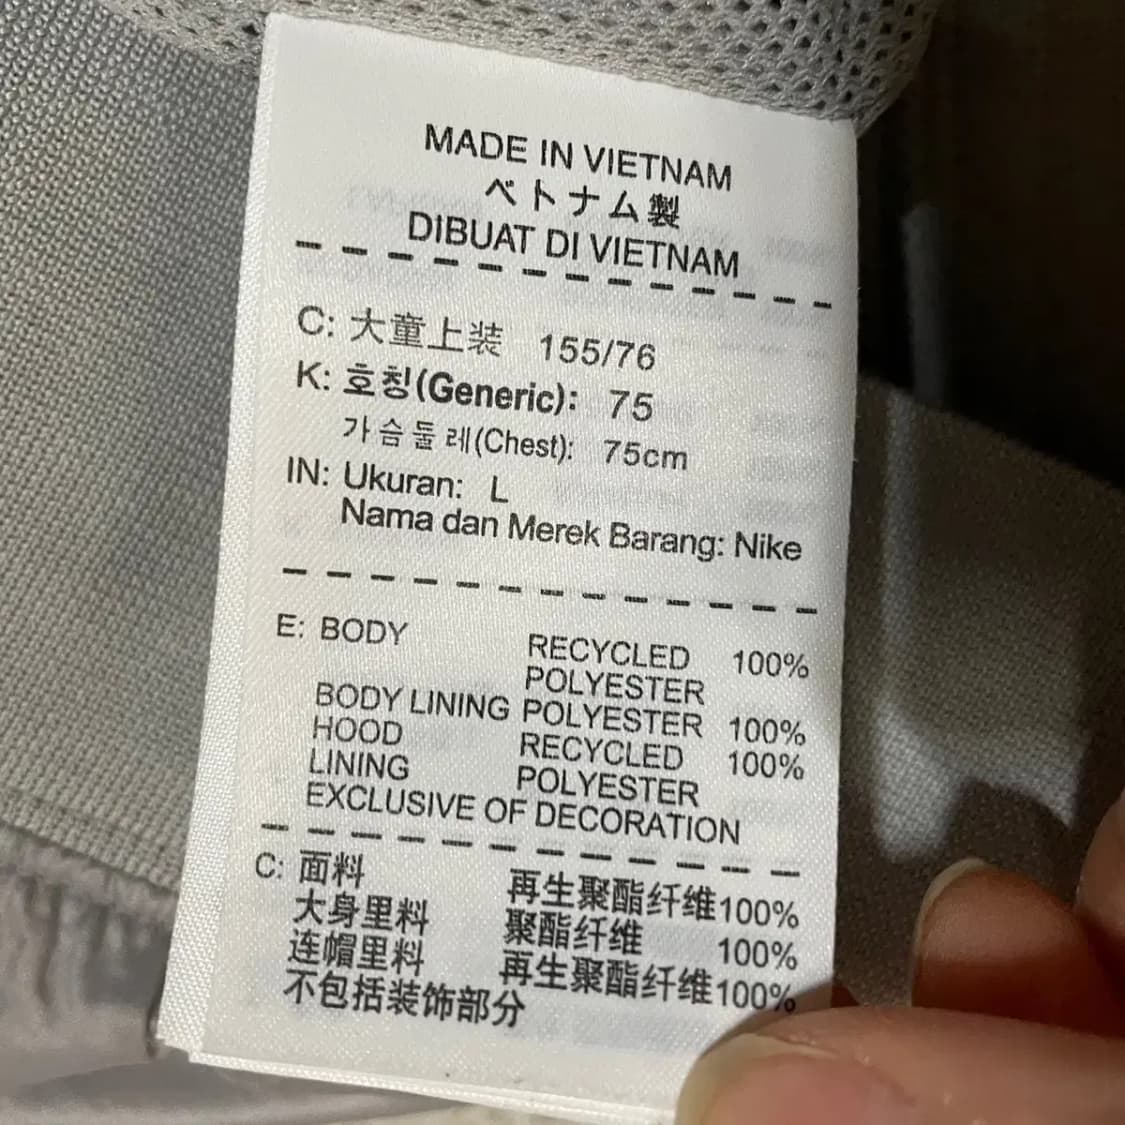 MADE IN VIETNAM
ベトナム製
DIBUAT DI VIETNAM
C: 大童上装 155/76
K: 호칭(Generic): 75
가슴둘레(Chest): 75cm
IN: Ukuran: L
Nama dan Merek Barang: Nike
E: BODY RECYCLED 100%
POLYESTER
BODY LINING POLYESTER 100%
HOOD RECYCLED 100%
LINING POLYESTER
EXCLUSIVE OF DECORATION
C: 面料 再生聚酯纤维100%
大身里料 聚酯纤维 100%
连帽里料 再生聚酯纤维100%
不包括装饰部分